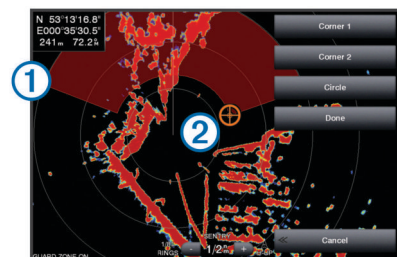 N 53°13'16.8"
E000°35'30.5"
241m 72.2°
Corner 1
Corner 2
Circle
Done
Cancel
1
2
SENTRY
RINGS
- 1/2 +
GUARD ZONE ON